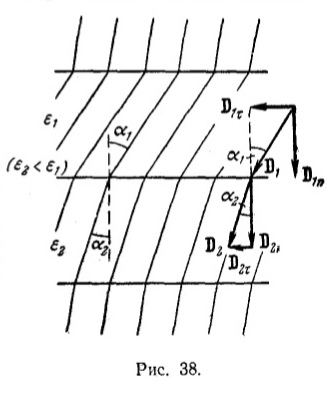 ε₁
α₁
(ε₂ < ε₁)
ε₂
α₂
D₁τ
α₁
D₁
D₁n
α₂
D₂
D₂n
D₂τ
Рис. 38.